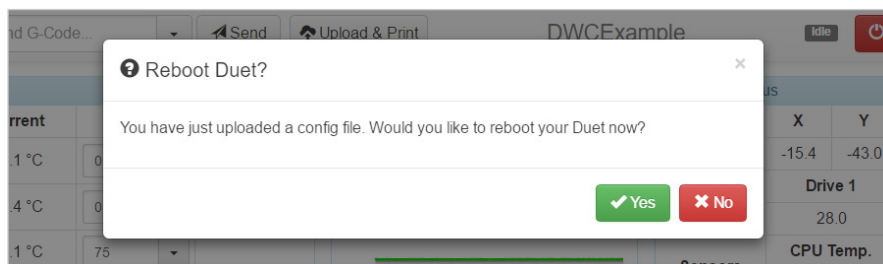 nd G-Code...
Send
Upload & Print
DWCExample
Idle
Reboot Duet?
×
You have just uploaded a config file. Would you like to reboot your Duet now?
Yes
No
us
rrent
X
Y
.1 °C
0
-15.4
-43.0
.4 °C
0
Drive 1
28.0
.1 °C
75
CPU Temp.